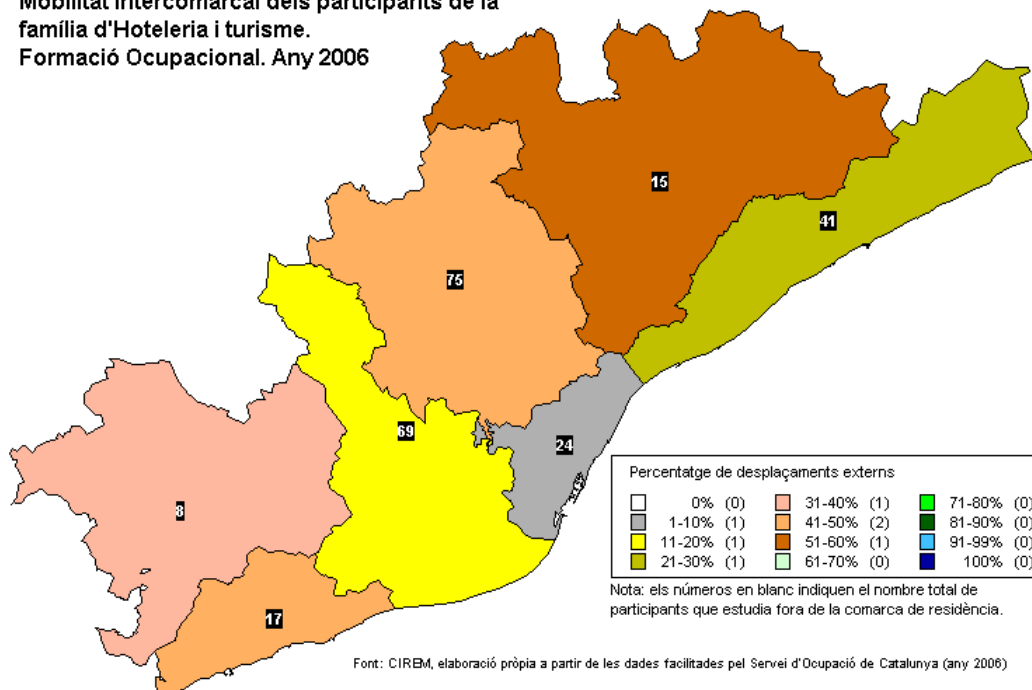 Mobilitat intercomarcal dels participants de la
família d'Hoteleria i turisme.
Formació Ocupacional. Any 2006
15
41
75
69
24
8
17
Percentatge de desplaçaments externs
0% (0) 31-40% (1) 71-80% (0)
1-10% (1) 41-50% (2) 81-90% (0)
11-20% (1) 51-60% (1) 91-99% (0)
21-30% (1) 61-70% (0) 100% (0)
Nota: els números en blanc indiquen el nombre total de
participants que estudia fora de la comarca de residència.
Font: CIREM, elaboració pròpia a partir de les dades facilitades pel Servei d'Ocupació de Catalunya (any 2006)